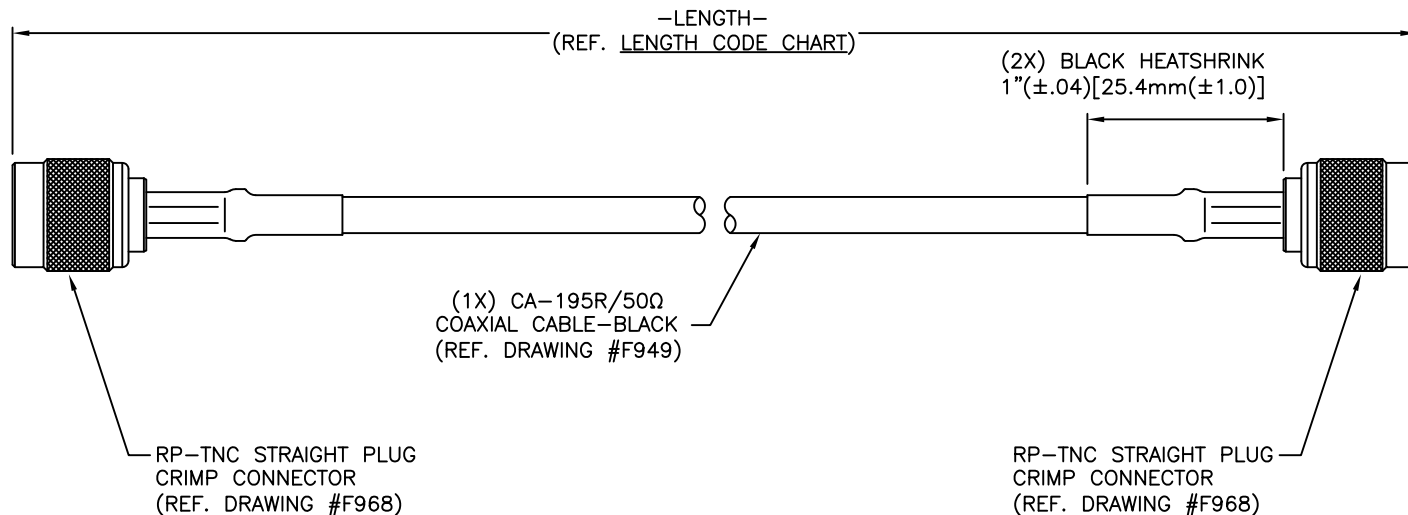 -LENGTH-
(REF. LENGTH CODE CHART)
(2X) BLACK HEATSHRINK
1"(±.04)[25.4mm(±1.0)]
(1X) CA-195R/50Ω
COAXIAL CABLE-BLACK
(REF. DRAWING #F949)
RP-TNC STRAIGHT PLUG
CRIMP CONNECTOR
(REF. DRAWING #F968)
RP-TNC STRAIGHT PLUG
CRIMP CONNECTOR
(REF. DRAWING #F968)